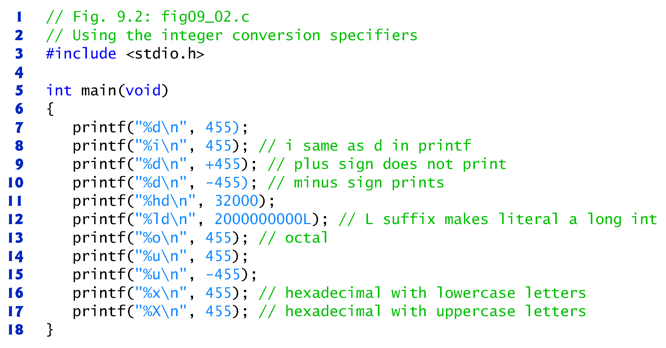 1 // Fig. 9.2: fig09_02.c
2 // Using the integer conversion specifiers
3 #include <stdio.h>
4
5 int main(void)
6 {
7    printf("%d\n", 455);
8    printf("%i\n", 455); // i same as d in printf
9    printf("%d\n", +455); // plus sign does not print
10    printf("%d\n", -455); // minus sign prints
11    printf("%hd\n", 32000);
12    printf("%ld\n", 2000000000L); // L suffix makes literal a long int
13    printf("%o\n", 455); // octal
14    printf("%u\n", 455);
15    printf("%u\n", -455);
16    printf("%x\n", 455); // hexadecimal with lowercase letters
17    printf("%X\n", 455); // hexadecimal with uppercase letters
18 }